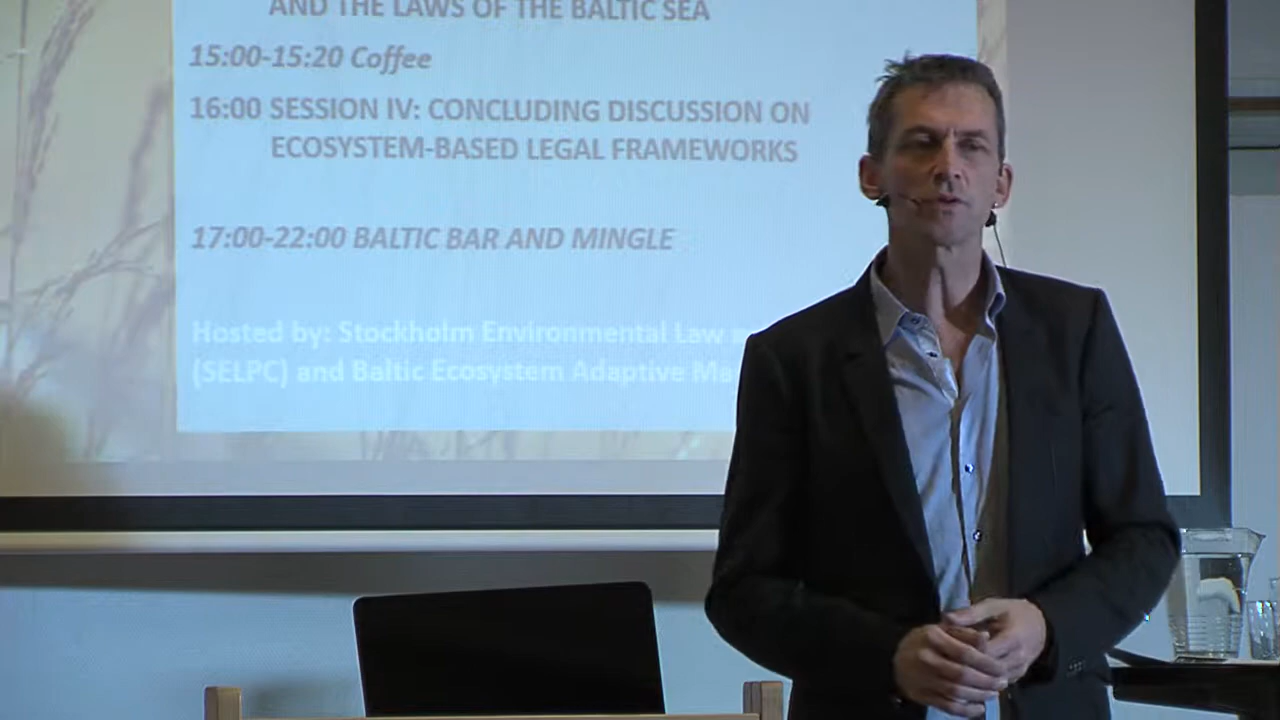 AND THE LAWS OF THE BALTIC SEA
15:00-15:20 Coffee
16:00 SESSION IV: CONCLUDING DISCUSSION ON
ECOSYSTEM-BASED LEGAL FRAMEWORKS
17:00-22:00 BALTIC BAR AND MINGLE
Hosted by: Stockholm Environmental Law
(SELPC) and Baltic Ecosystem Adaptive